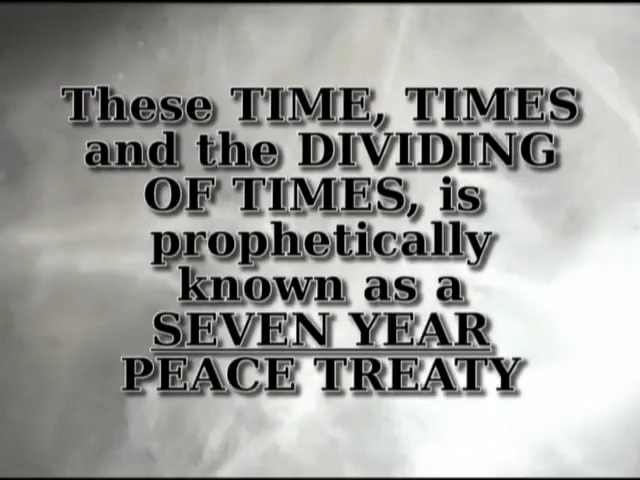 These TIME, TIMES
and the DIVIDING
OF TIMES, is
prophetically
known as a
SEVEN YEAR
PEACE TREATY